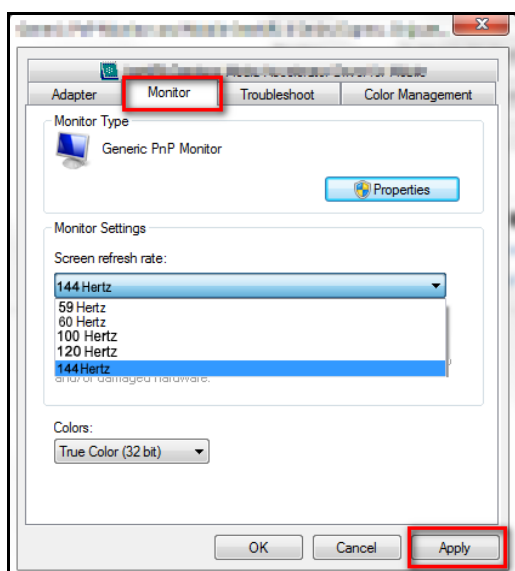 Adapter Monitor Troubleshoot Color Management
Monitor Type
Generic PnP Monitor
Properties
Monitor Settings
Screen refresh rate:
144 Hertz
59 Hertz
60 Hertz
100 Hertz
120 Hertz
144 Hertz
and/or damaged hardware.
Colors:
True Color (32 bit)
OK Cancel Apply